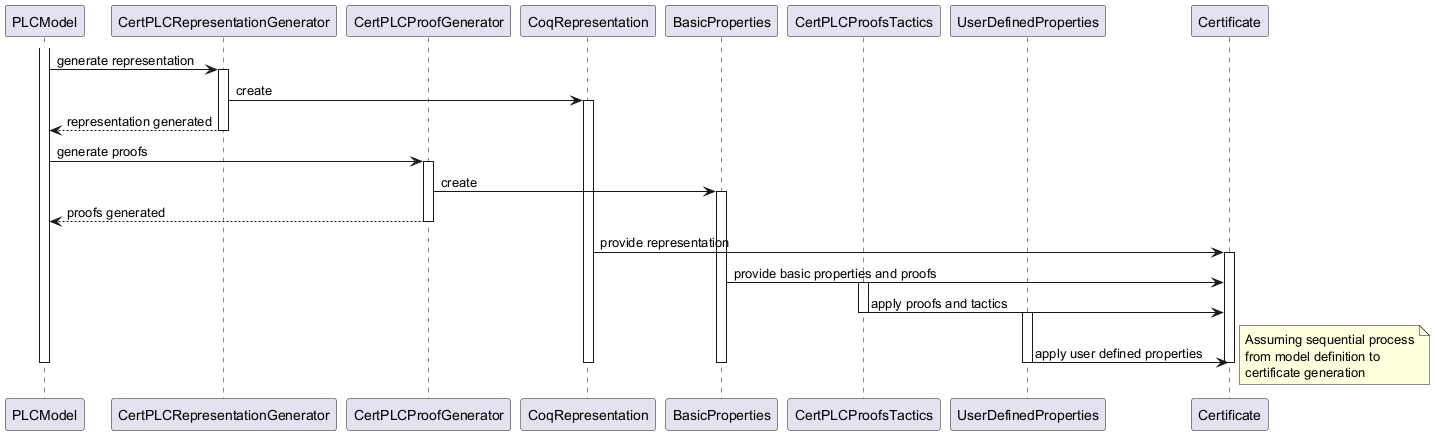 PLCModel
CertPLCRepresentationGenerator
CertPLCProofGenerator
CoqRepresentation
BasicProperties
CertPLCProofsTactics
UserDefinedProperties
Certificate
generate representation
create
representation generated
generate proofs
create
proofs generated
provide representation
provide basic properties and proofs
apply proofs and tactics
apply user defined properties
Assuming sequential process
from model definition to
certificate generation
PLCModel
CertPLCRepresentationGenerator
CertPLCProofGenerator
CoqRepresentation
BasicProperties
CertPLCProofsTactics
UserDefinedProperties
Certificate